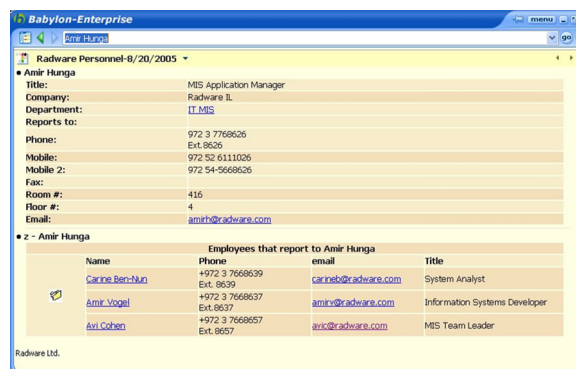 Babylon-Enterprise
menu
Amir Hunga
go
Radware Personnel-8/20/2005
• Amir Hunga
Title: MIS Application Manager
Company: Radware IL
Department: IT MIS
Reports to:
Phone: 972 3 7768626
Ext. 8626
Mobile: 972 52 6111026
Mobile 2: 972 54-5668626
Fax:
Room #: 416
Floor #: 4
Email: amirh@radware.com
• z - Amir Hunga
Employees that report to Amir Hunga
Name Phone email Title
Carine Ben-Nun +972 3 7668639 Ext. 8639 carineb@radware.com System Analyst
Amir Vogel +972 3 7668637 Ext.8637 amirv@radware.com Information Systems Developer
Avi Cohen +972 3 7668657 Ext. 8657 avic@radware.com MIS Team Leader
Radware Ltd.